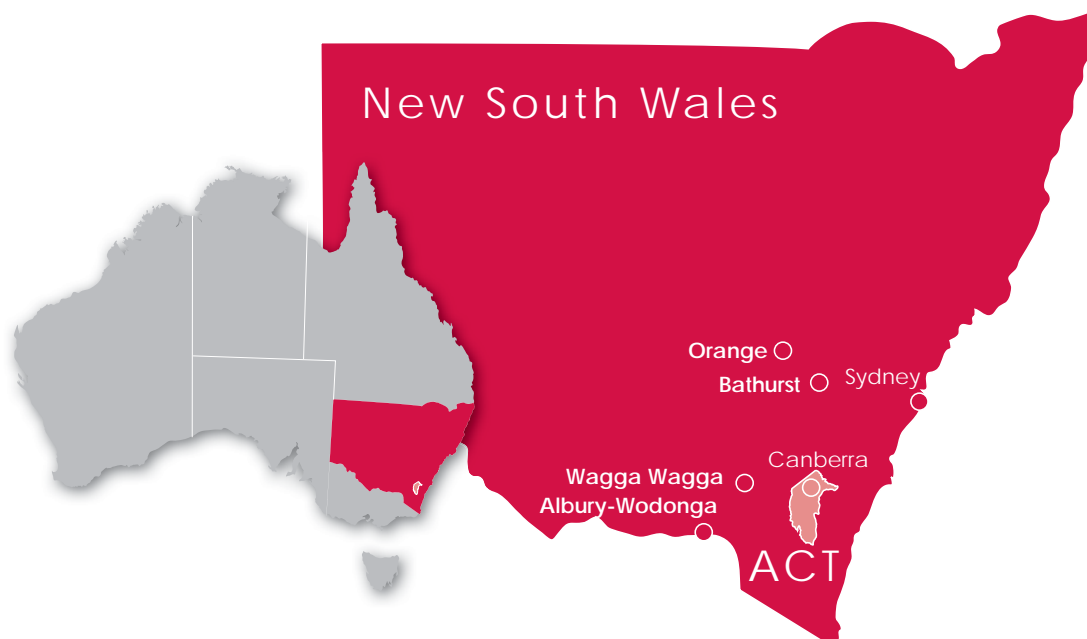 New South Wales
Orange
Bathurst
Sydney
Canberra
Wagga Wagga
Albury-Wodonga
ACT